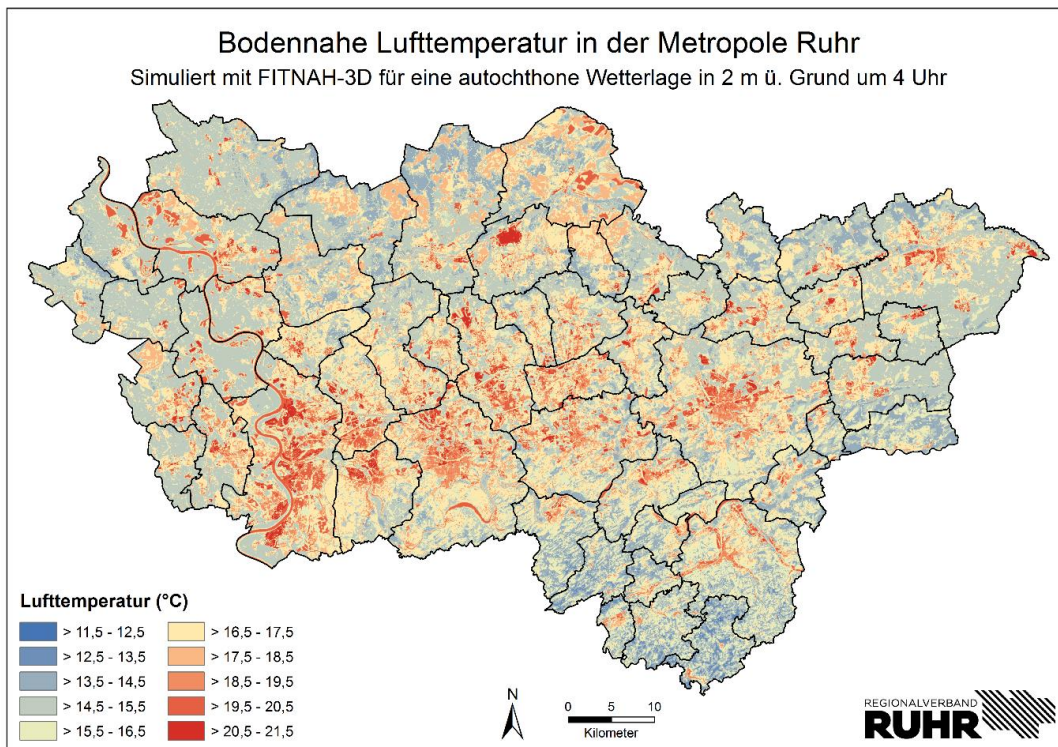 Bodennahe Lufttemperatur in der Metropole Ruhr
Simuliert mit FITNAH-3D für eine autochthone Wetterlage in 2 m ü. Grund um 4 Uhr
Lufttemperatur (°C)
> 11,5 - 12,5
> 12,5 - 13,5
> 13,5 - 14,5
> 14,5 - 15,5
> 15,5 - 16,5
> 16,5 - 17,5
> 17,5 - 18,5
> 18,5 - 19,5
> 19,5 - 20,5
> 20,5 - 21,5
N
0 5 10
Kilometer
REGIONALVERBAND
RUHR